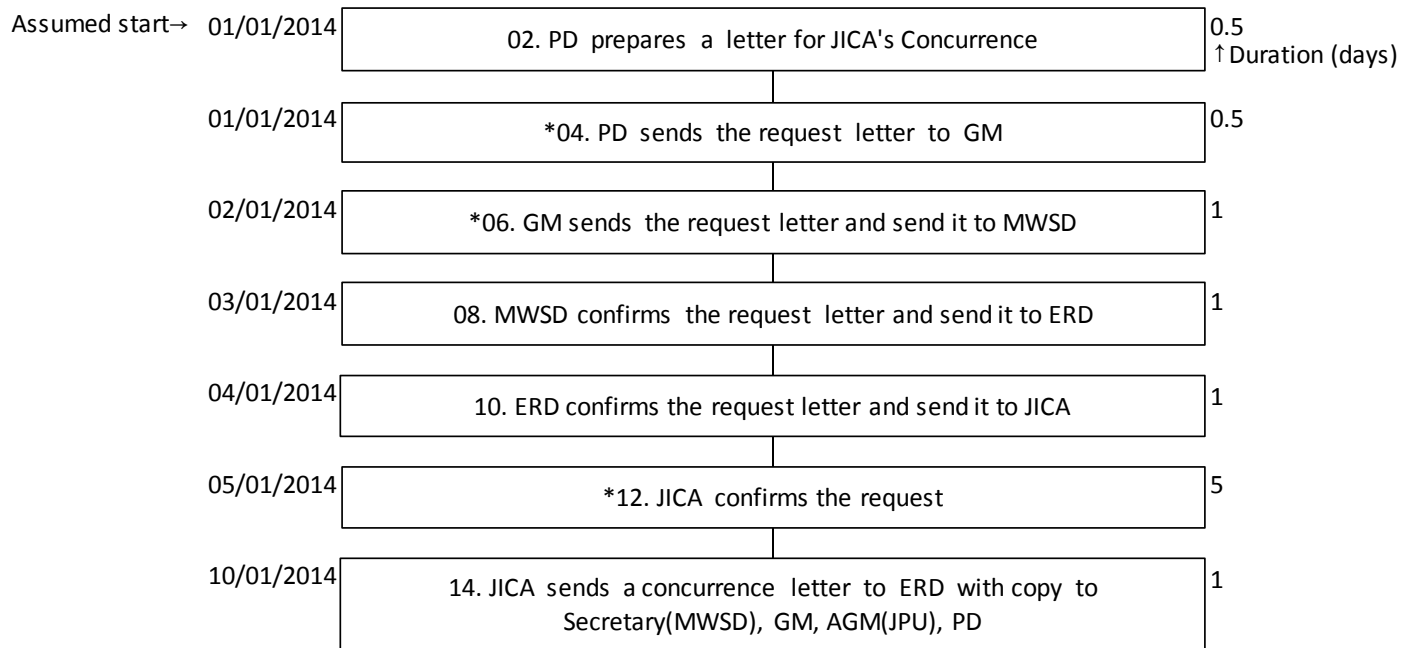 Assumed start→ 01/01/2014 02. PD prepares a letter for JICA's Concurrence 0.5
↑Duration (days)
01/01/2014 *04. PD sends the request letter to GM 0.5
02/01/2014 *06. GM sends the request letter and send it to MWSD 1
03/01/2014 08. MWSD confirms the request letter and send it to ERD 1
04/01/2014 10. ERD confirms the request letter and send it to JICA 1
05/01/2014 *12. JICA confirms the request 5
10/01/2014 14. JICA sends a concurrence letter to ERD with copy to 1
Secretary(MWSD), GM, AGM(JPU), PD